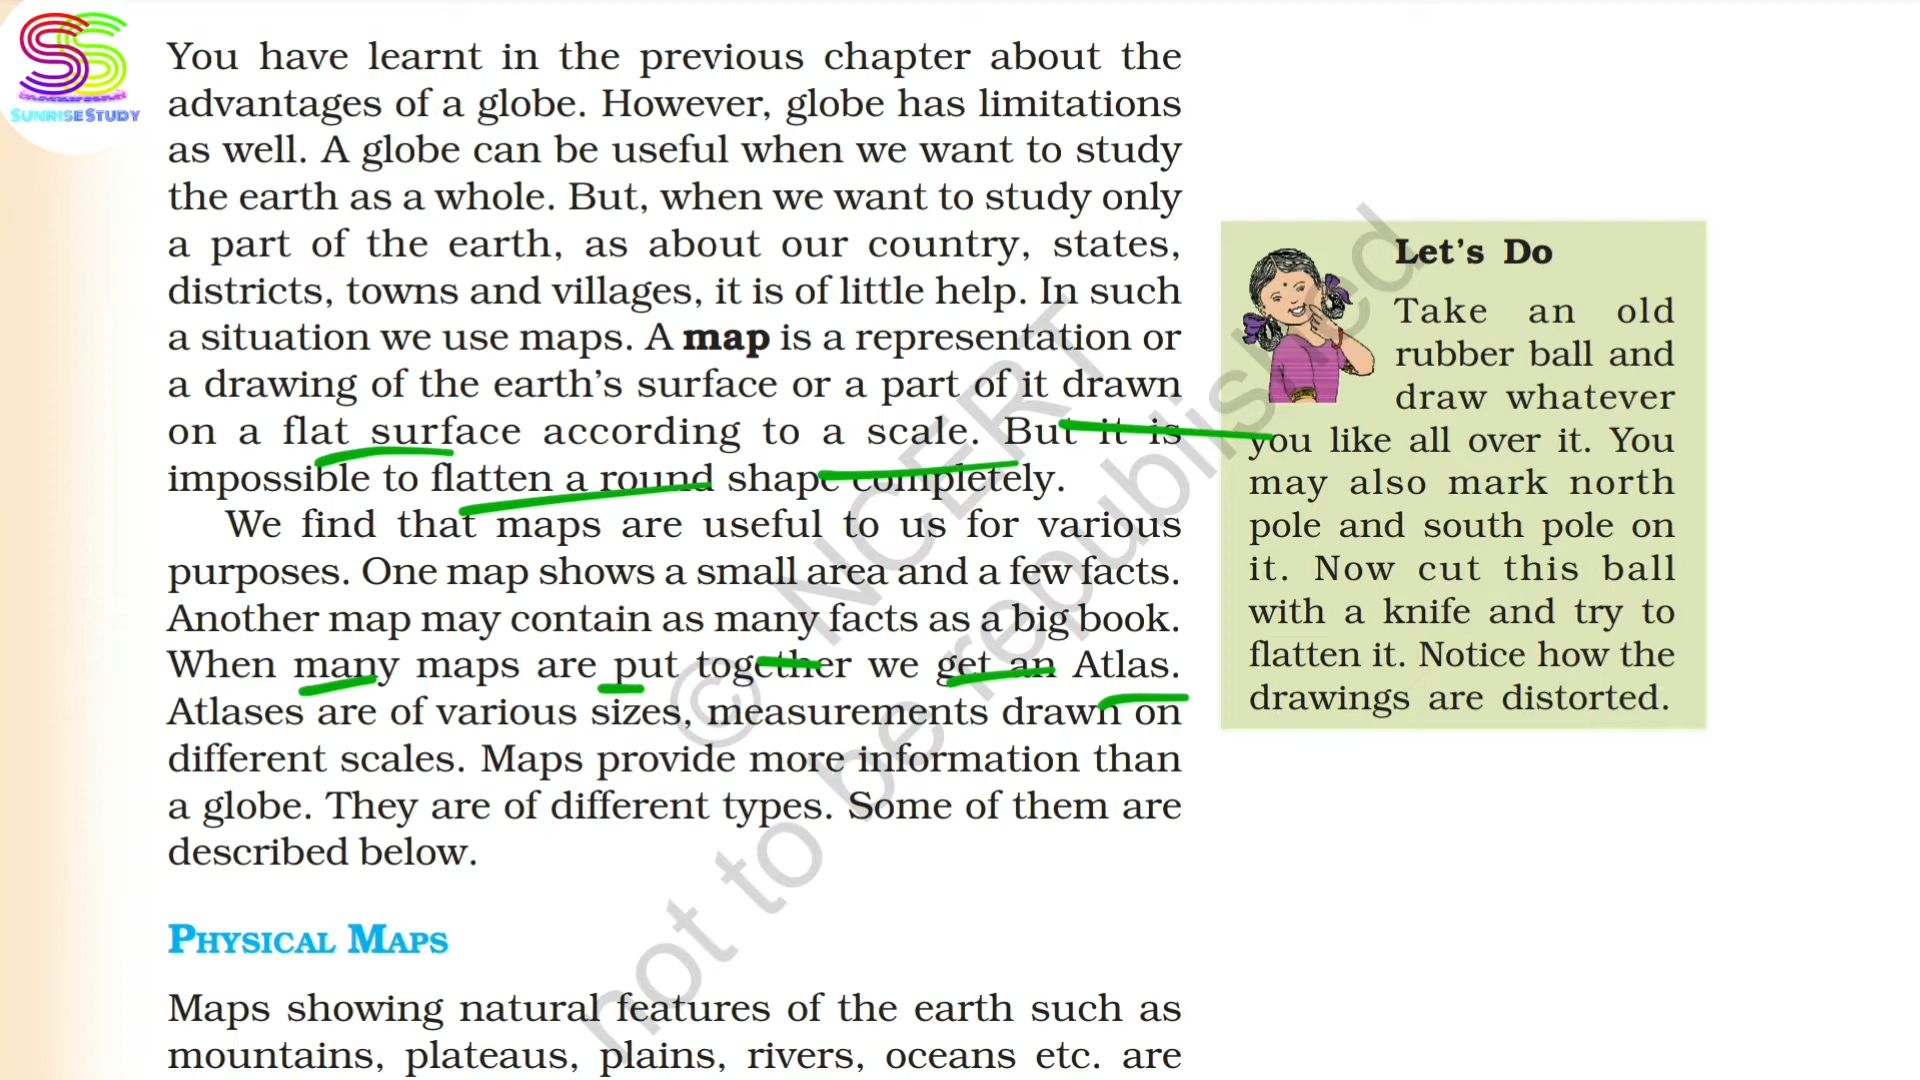 SUNRISESTUDY
You have learnt in the previous chapter about the
advantages of a globe. However, globe has limitations
as well. A globe can be useful when we want to study
the earth as a whole. But, when we want to study only
a part of the earth, as about our country, states,
districts, towns and villages, it is of little help. In such
a situation we use maps. A map is a representation or
a drawing of the earth's surface or a part of it drawn
on a flat surface according to a scale. But it is
impossible to flatten a round shape completely.
We find that maps are useful to us for various
purposes. One map shows a small area and a few facts.
Another map may contain as many facts as a big book.
When many maps are put together we get an Atlas.
Atlases are of various sizes, measurements drawn on
different scales. Maps provide more information than
a globe. They are of different types. Some of them are
described below.
PHYSICAL MAPS
Maps showing natural features of the earth such as
mountains, plateaus, plains, rivers, oceans etc. are
Let's Do
Take an old
rubber ball and
draw whatever
you like all over it. You
may also mark north
pole and south pole on
it. Now cut this ball
with a knife and try to
flatten it. Notice how the
drawings are distorted.
© NCERT
not to be republished